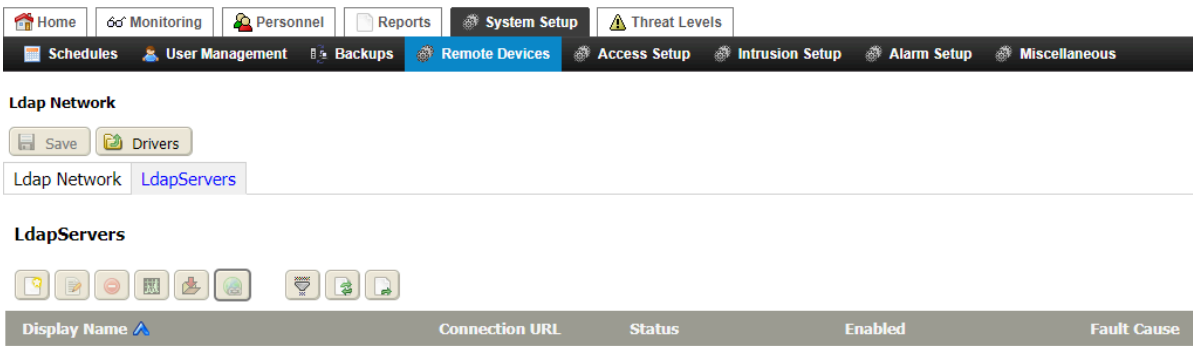 Home Monitoring Personnel Reports System Setup Threat Levels
Schedules User Management Backups Remote Devices Access Setup Intrusion Setup Alarm Setup Miscellaneous
Ldap Network
Save Drivers
Ldap Network LdapServers
LdapServers
Display Name Connection URL Status Enabled Fault Cause